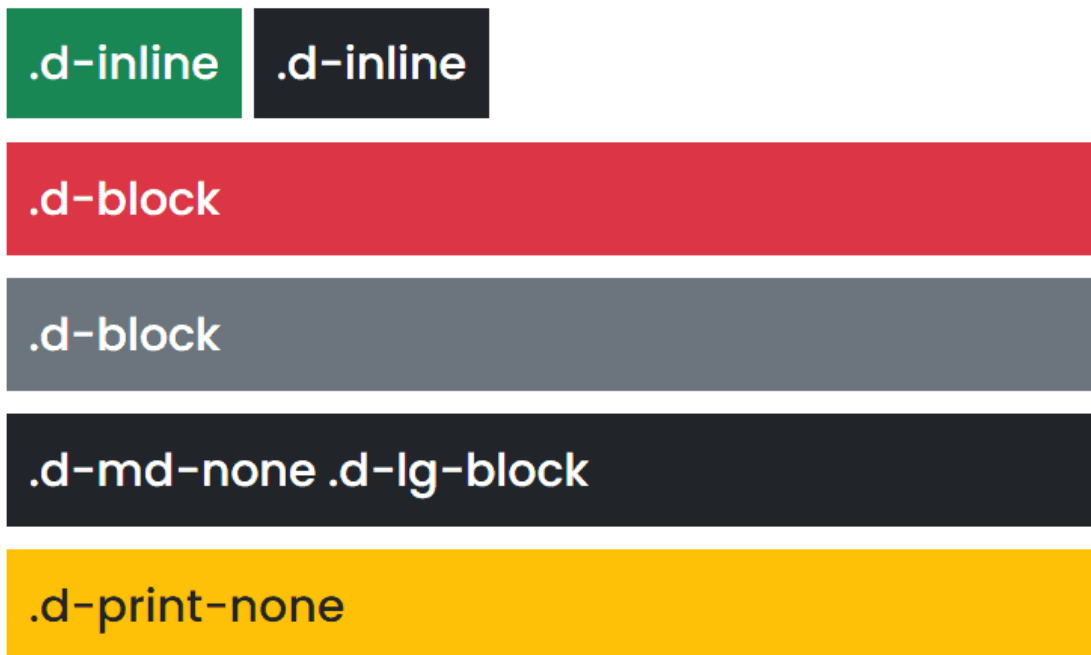 .d-inline .d-inline
.d-block
.d-block
.d-md-none .d-lg-block
.d-print-none